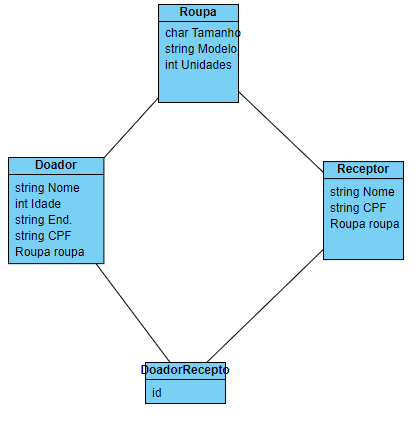 Roupa
char Tamanho
string Modelo
int Unidades
Doador
string Nome
int Idade
string End.
string CPF
Roupa roupa
Receptor
string Nome
string CPF
Roupa roupa
DoadorRecepto
id